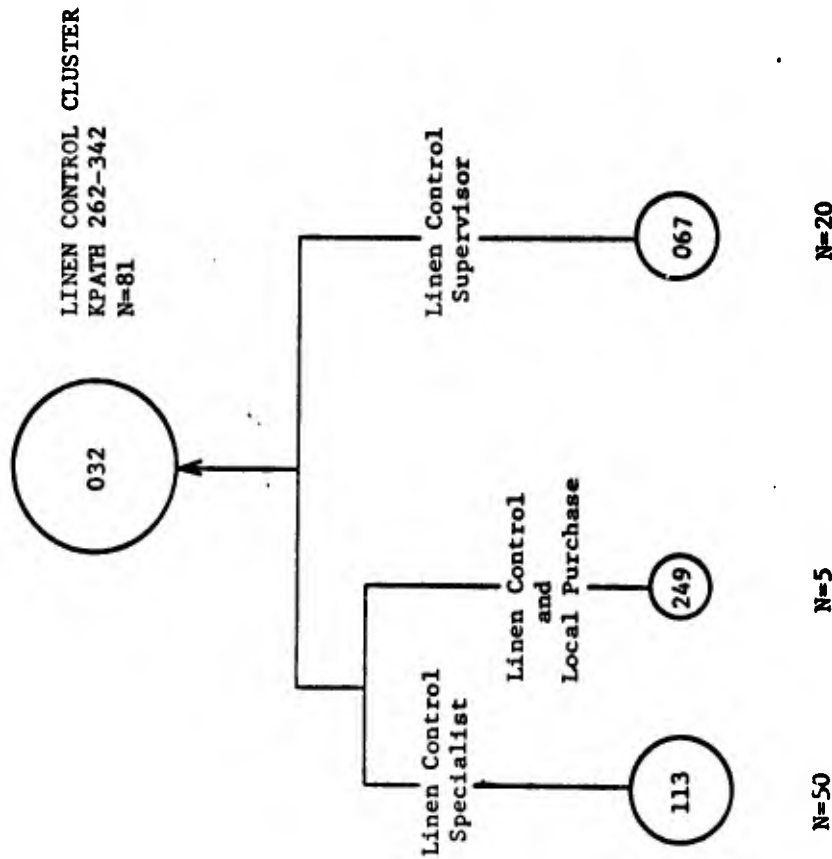 LINEN CONTROL CLUSTER
KPATH 262-342
N=81
032
Linen Control
Specialist
Linen Control
and
Local Purchase
Linen Control
Supervisor
113
249
067
N=50
N=5
N=20